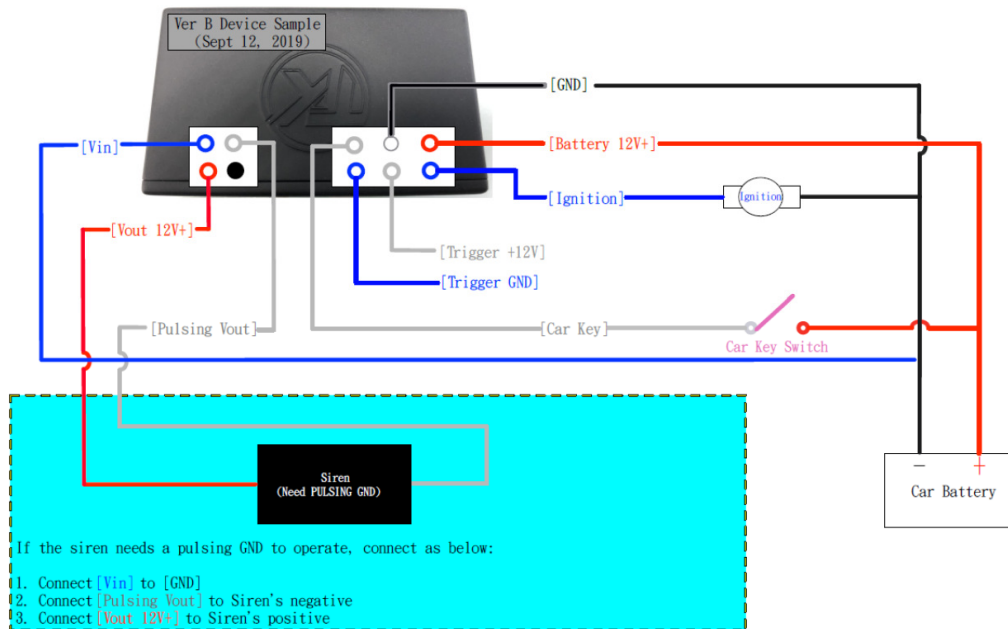 Ver B Device Sample
(Sept 12, 2019)
[GND]
[Vin]
[Battery 12V+]
[Ignition]
Ignition
[Vout 12V+]
[Trigger +12V]
[Trigger GND]
[Pulsing Vout]
[Car Key]
Car Key Switch
− +
Car Battery
Siren
(Need PULSING GND)
If the siren needs a pulsing GND to operate, connect as below:
1. Connect [Vin] to [GND]
2. Connect [Pulsing Vout] to Siren's negative
3. Connect [Vout 12V+] to Siren's positive